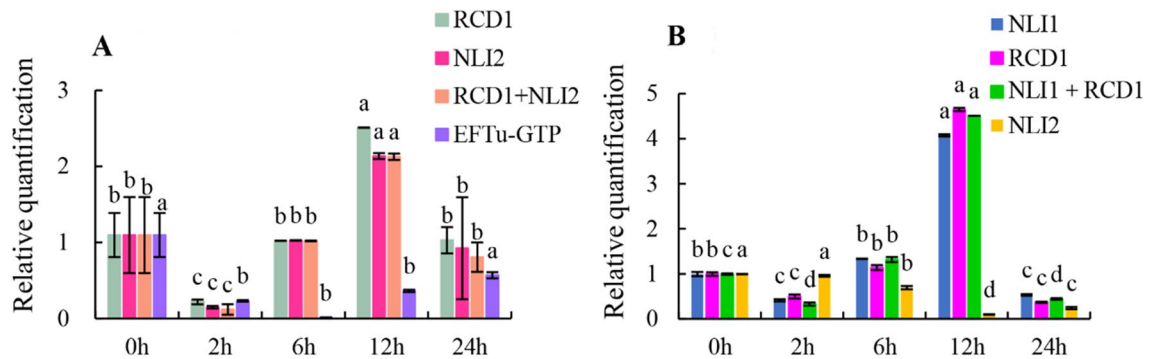 A
RCD1
NLI2
RCD1+NLI2
EFTu-GTP
Relative quantification
3
2
1
0
b b b a
c c c b
b b b b
a a a b
b b b a
0h 2h 6h 12h 24h
B
NLI1
RCD1
NLI1 + RCD1
NLI2
Relative quantification
5
4
3
2
1
0
b b c a
c c d a
b b b b
a a a d
c c d c
0h 2h 6h 12h 24h